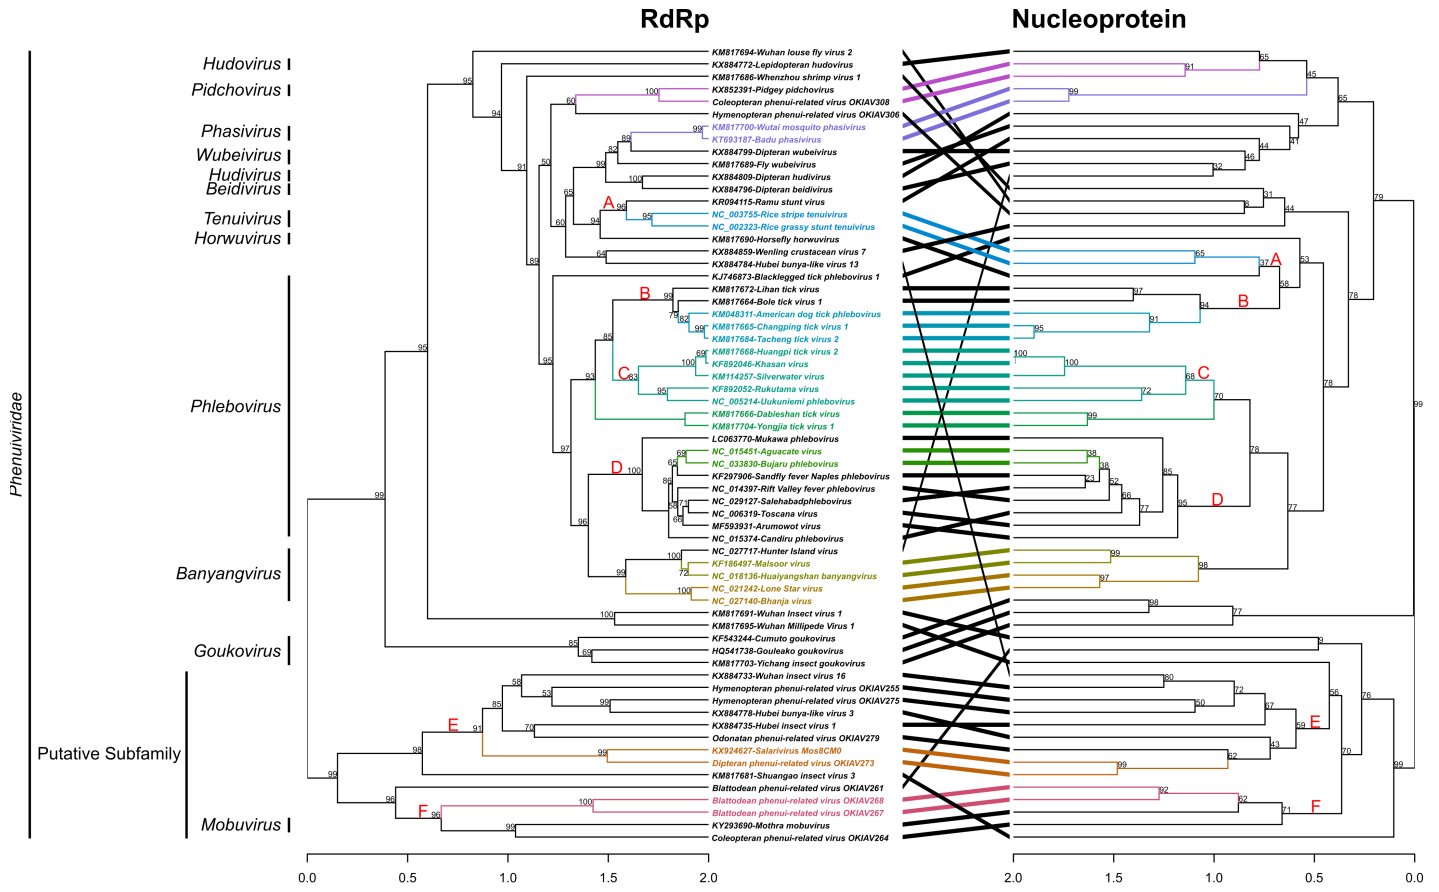 RdRp
Nucleoprotein
Phenuiviridae
Hudovirus
Pidchovirus
Phasivirus
Wubeivirus
Hudivirus
Beidivirus
Tenuivirus
Horwuvirus
Phlebovirus
Banyangvirus
Goukovirus
Putative Subfamily
Mobuvirus
KM817694-Wuhan louse fly virus 2
KX884772-Lepidopteran hudovirus
KM817686-Whenzhou shrimp virus 1
KX852391-Pidgey pidchovirus
Coleopteran phenui-related virus OKIAV308
Hymenopteran phenui-related virus OKIAV306
KM817700-Wutai mosquito phasivirus
KT693187-Badu phasivirus
KX884799-Dipteran wubeivirus
KM817689-Fly wubeivirus
KX884809-Dipteran hudivirus
KX884796-Dipteran beidivirus
KR094115-Ramu stunt virus
NC_003755-Rice stripe tenuivirus
NC_002323-Rice grassy stunt tenuivirus
KM817690-Horsefly horwuvirus
KX884859-Wenling crustacean virus 7
KX884784-Hubei bunya-like virus 13
KJ746873-Blacklegged tick phlebovirus 1
KM817672-Lihan tick virus
KM817664-Bole tick virus 1
KM048311-American dog tick phlebovirus
KM817665-Changping tick virus 1
KM817684-Tacheng tick virus 2
KM817668-Huangpi tick virus 2
KF892046-Khasan virus
KM114257-Silverwater virus
KF892052-Rukutama virus
NC_005214-Uukuniemi phlebovirus
KM817666-Dabieshan tick virus
KM817704-Yongjia tick virus 1
LC063770-Mukawa phlebovirus
NC_015451-Aguacate virus
NC_033830-Bujaru phlebovirus
KF297906-Sandfly fever Naples phlebovirus
NC_014397-Rift Valley fever phlebovirus
NC_029127-Salehabadphlebovirus
NC_006319-Toscana virus
MF593931-Arumowot virus
NC_015374-Candiru phlebovirus
NC_027717-Hunter Island virus
KF186497-Malsoor virus
NC_018136-Huaiyangshan banyangvirus
NC_021242-Lone Star virus
NC_027140-Bhanja virus
KM817691-Wuhan Insect virus 1
KM817695-Wuhan Millipede Virus 1
KF543244-Cumuto goukovirus
HQ541738-Gouleako goukovirus
KM817703-Yichang insect goukovirus
KX884733-Wuhan insect virus 16
Hymenopteran phenui-related virus OKIAV255
Hymenopteran phenui-related virus OKIAV275
KX884778-Hubei bunya-like virus 3
KX884735-Hubei insect virus 1
Odonatan phenui-related virus OKIAV279
KX924627-Salarivirus Mos8CM0
Dipteran phenui-related virus OKIAV273
KM817681-Shuangao insect virus 3
Blattodean phenui-related virus OKIAV261
Blattodean phenui-related virus OKIAV268
Blattodean phenui-related virus OKIAV267
KY293690-Mothra mobuvirus
Coleopteran phenui-related virus OKIAV264
A
B
C
D
E
F
A
B
C
D
E
F
0.0 0.5 1.0 1.5 2.0
2.0 1.5 1.0 0.5 0.0